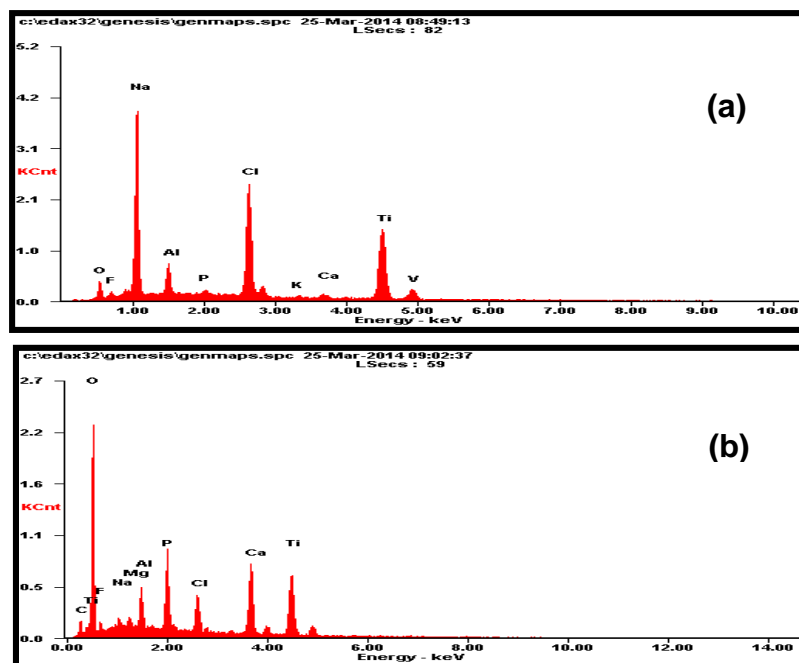 c:\edax32\genesis\genmaps.spc 25-Mar-2014 08:49:13
LSecs : 82
5.2
4.2
3.1
KCnt
2.1
1.0
0.0
Na
(a)
Cl
Ti
Al
O
F
P
K
Ca
V
1.00 2.00 3.00 4.00 5.00 6.00 7.00 8.00 9.00 10.00
Energy - keV
c:\edax32\genesis\genmaps.spc 25-Mar-2014 09:02:37
LSecs : 59
2.7
2.2
1.6
KCnt
1.1
0.5
0.0
O
(b)
P
Ti
Ca
Al
Mg
Na
Cl
F
Ti
C
0.00 2.00 4.00 6.00 8.00 10.00 12.00 14.00
Energy - keV